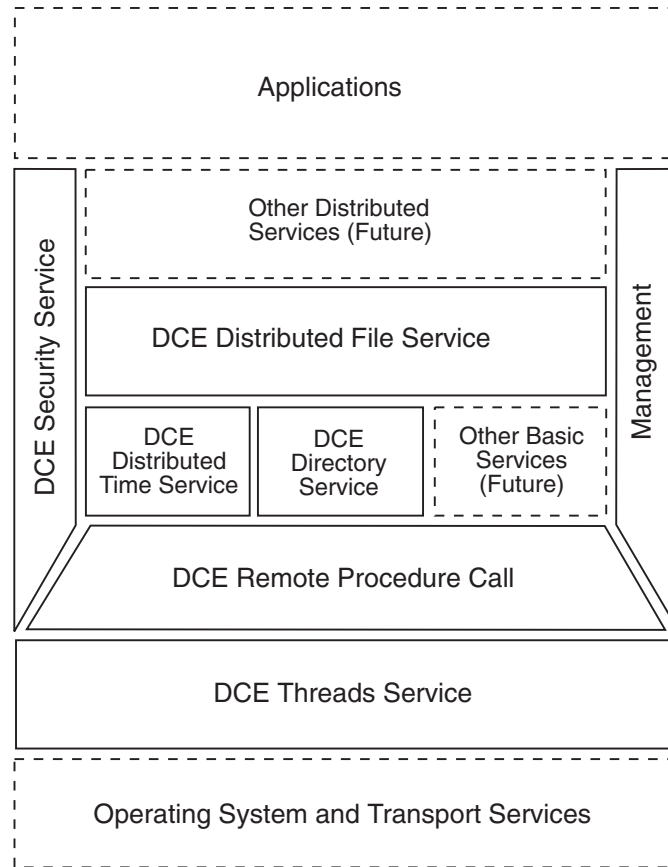 Applications
Other Distributed
Services (Future)
DCE Security Service
Management
DCE Distributed File Service
DCE
Distributed
Time Service
DCE
Directory
Service
Other Basic
Services
(Future)
DCE Remote Procedure Call
DCE Threads Service
Operating System and Transport Services